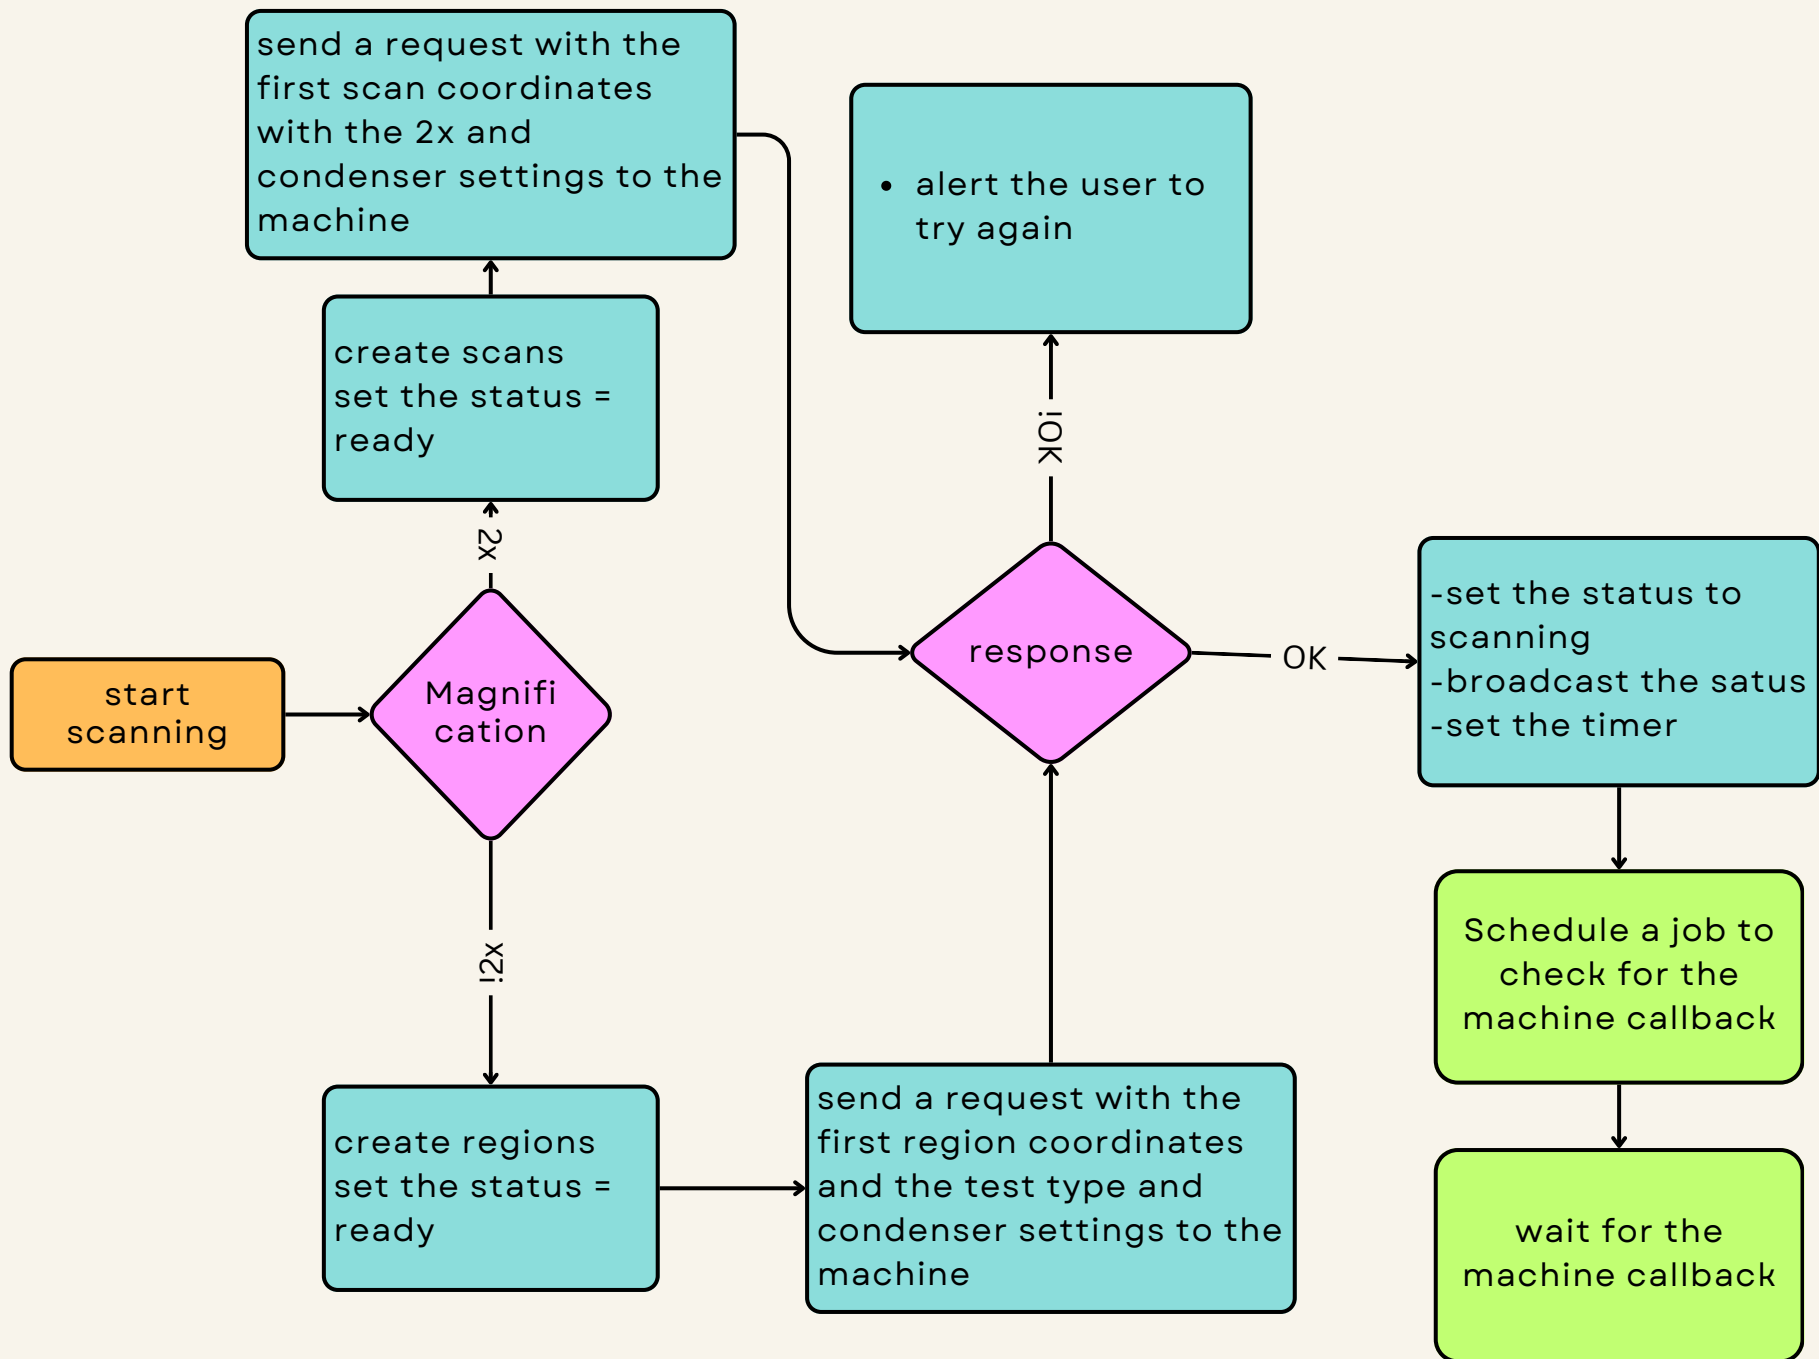 send a request with the
first scan coordinates
with the 2x and
condenser settings to the
machine
• alert the user to
try again
create scans
set the status =
ready
!OK
2x
start
scanning
Magnifi
cation
response
OK
-set the status to
scanning
-broadcast the satus
-set the timer
!2x
Schedule a job to
check for the
machine callback
create regions
set the status =
ready
send a request with the
first region coordinates
and the test type and
condenser settings to the
machine
wait for the
machine callback